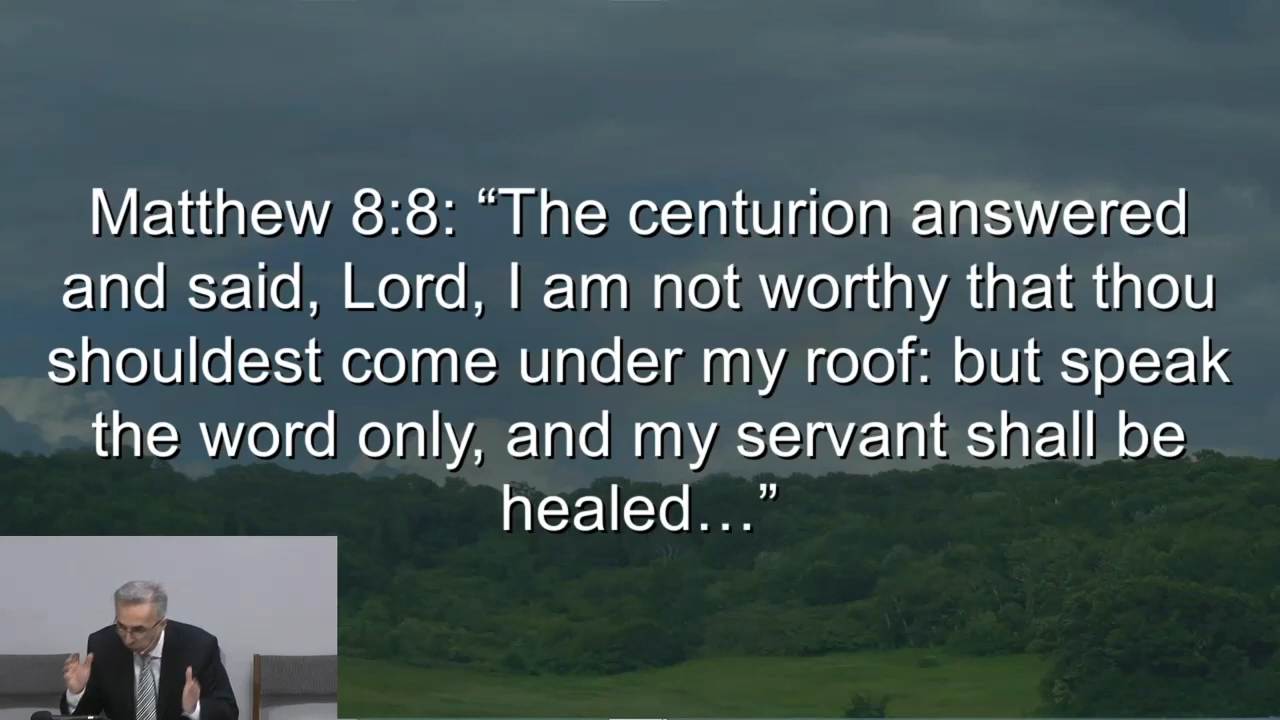 Matthew 8:8: “The centurion answered
and said, Lord, I am not worthy that thou
shouldest come under my roof: but speak
the word only, and my servant shall be
healed…”